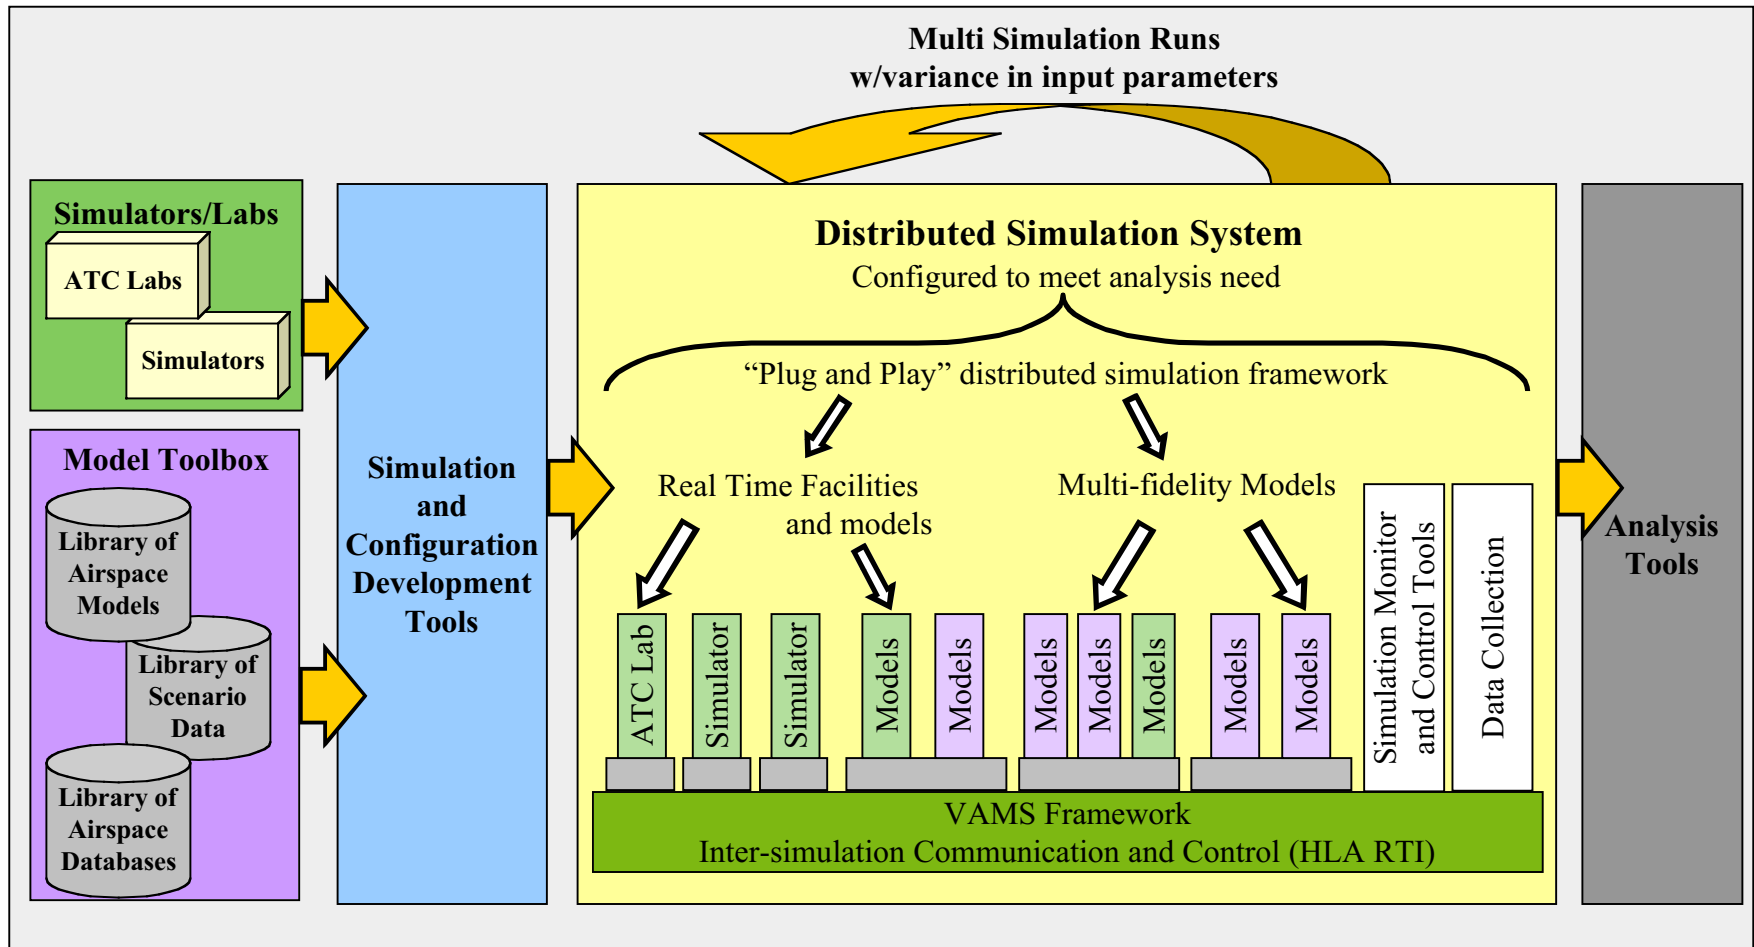 Multi Simulation Runs
w/variance in input parameters
Simulators/Labs
ATC Labs
Simulators
Model Toolbox
Library of
Airspace
Models
Library of
Scenario
Data
Library of
Airspace
Databases
Simulation
and
Configuration
Development
Tools
Distributed Simulation System
Configured to meet analysis need
“Plug and Play” distributed simulation framework
Real Time Facilities
and models
Multi-fidelity Models
ATC Lab
Simulator
Simulator
Models
Models
Models
Models
Models
Models
Models
Simulation Monitor
and Control Tools
Data Collection
VAMS Framework
Inter-simulation Communication and Control (HLA RTI)
Analysis
Tools